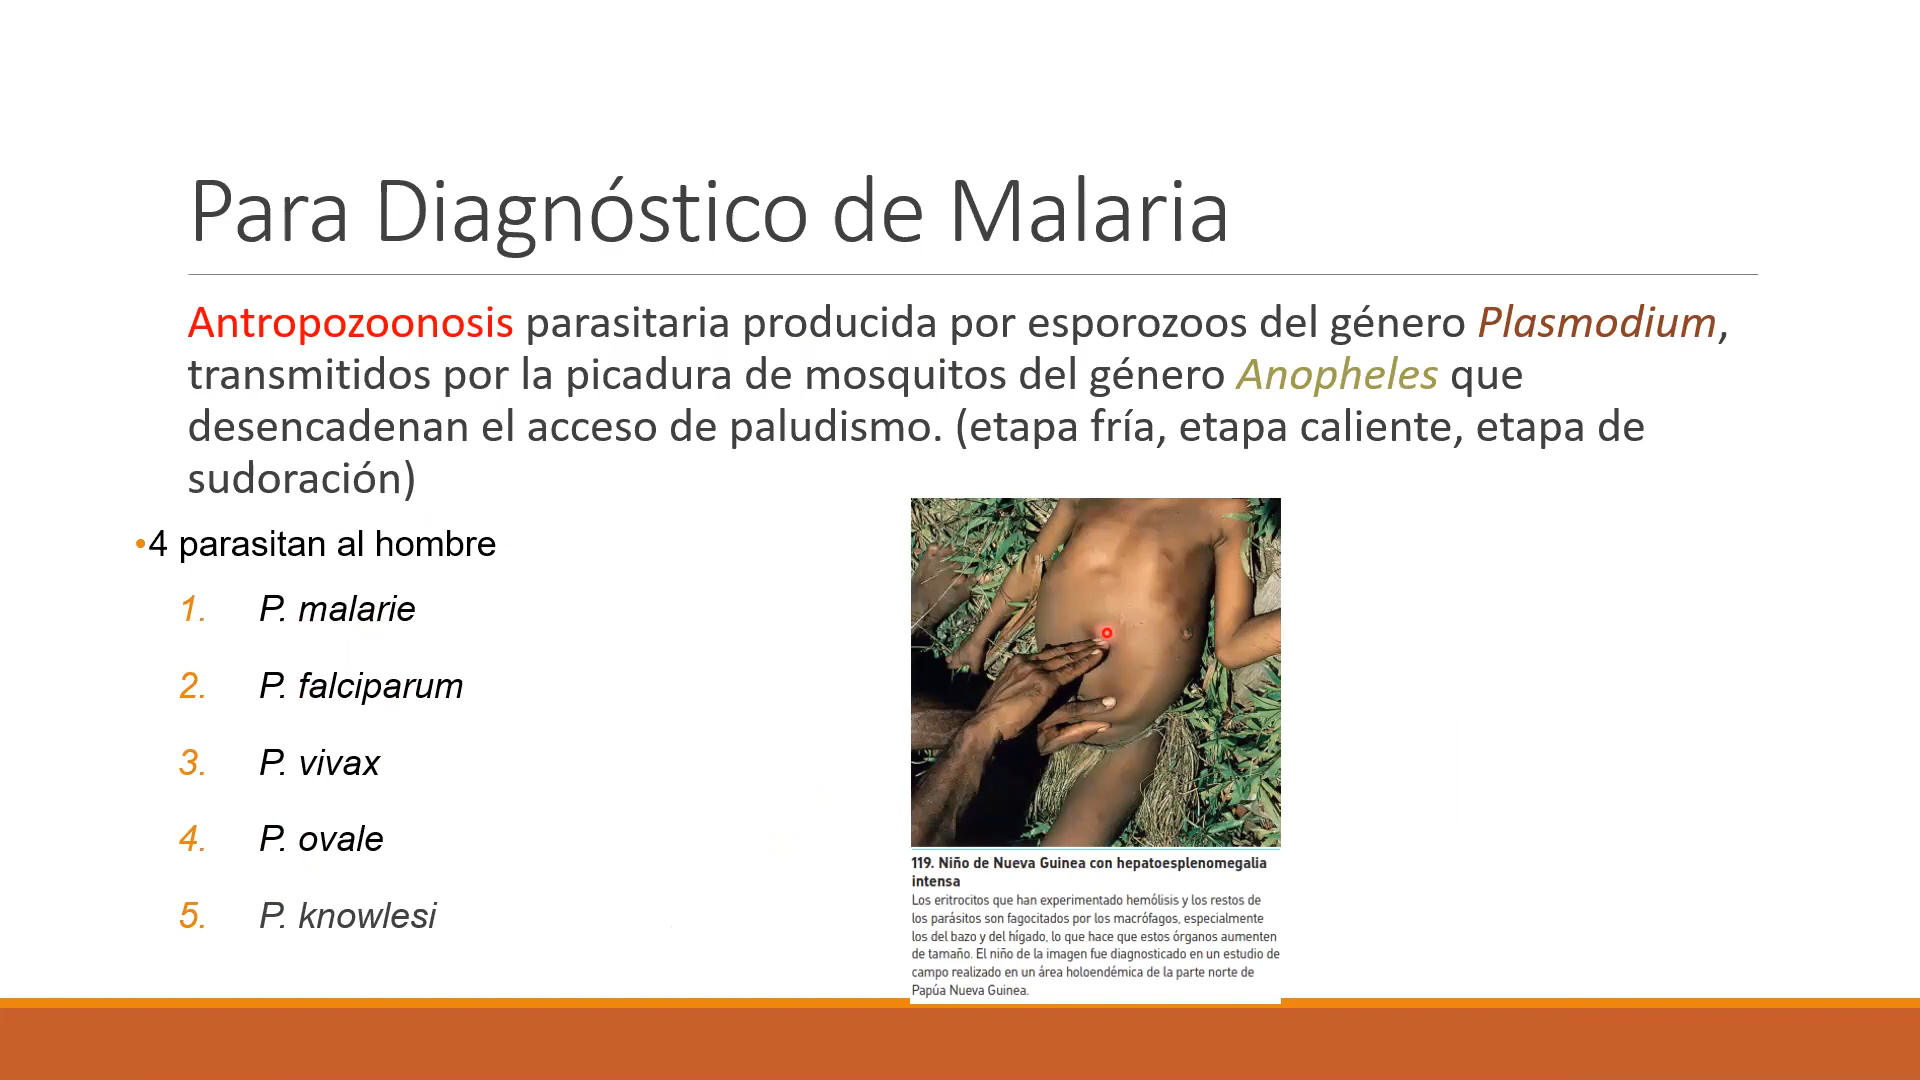 Para Diagnóstico de Malaria
Antropozoonosis parasitaria producida por esporozoos del género Plasmodium,
transmitidos por la picadura de mosquitos del género Anopheles que
desencadenan el acceso de paludismo. (etapa fría, etapa caliente, etapa de
sudoración)
•4 parasitan al hombre
1. P. malarie
2. P. falciparum
3. P. vivax
4. P. ovale
5. P. knowlesi
119. Niño de Nueva Guinea con hepatoesplenomegalia
intensa
Los eritrocitos que han experimentado hemólisis y los restos de
los parásitos son fagocitados por los macrófagos, especialmente
los del bazo y del hígado, lo que hace que estos órganos aumenten
de tamaño. El niño de la imagen fue diagnosticado en un estudio de
campo realizado en un área holoendémica de la parte norte de
Papúa Nueva Guinea.